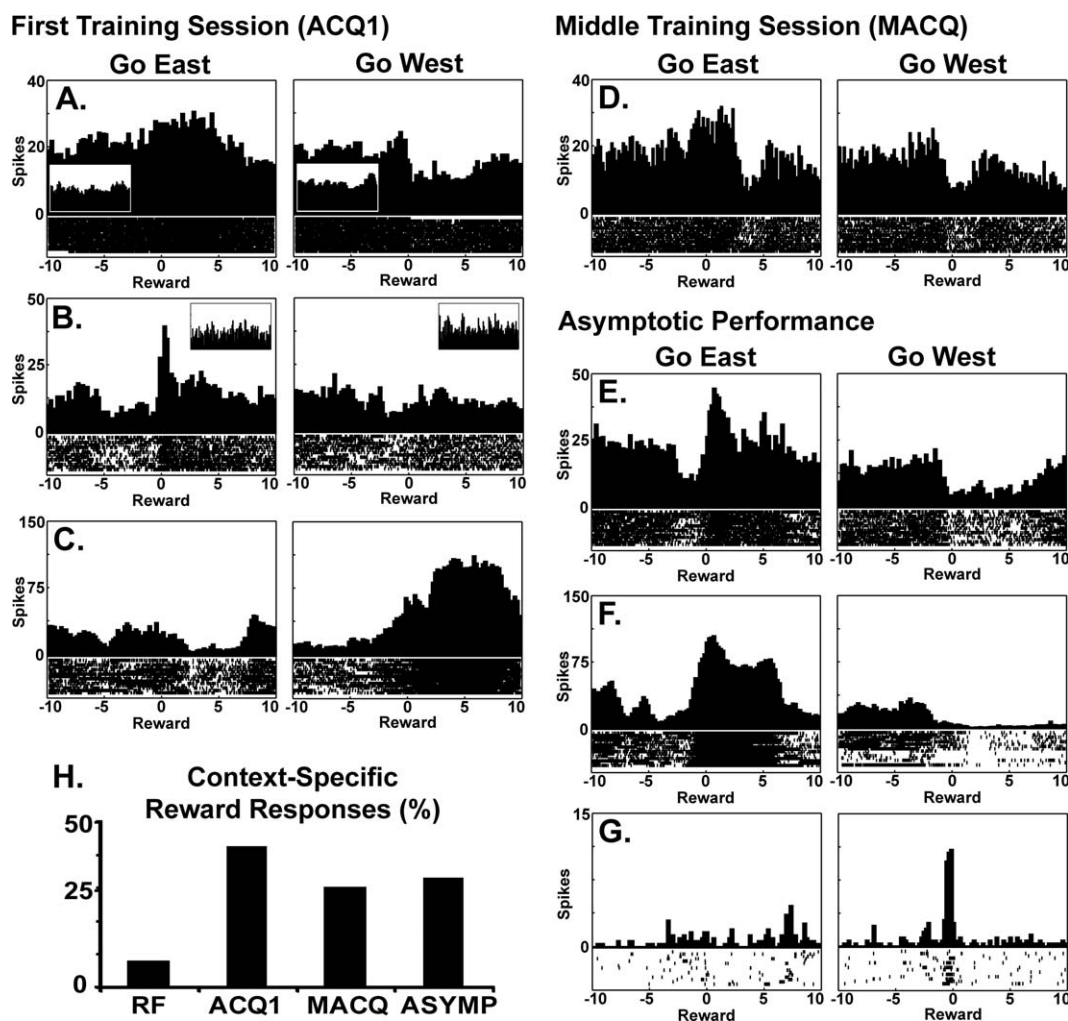 First Training Session (ACQ1)
Go East
Go West
A.
Spikes
40
20
0
-10 -5 0 5 10
Reward
-10 -5 0 5 10
Reward
B.
Spikes
50
25
0
-10 -5 0 5 10
Reward
-10 -5 0 5 10
Reward
C.
Spikes
150
75
0
-10 -5 0 5 10
Reward
-10 -5 0 5 10
Reward
H.
Context-Specific
Reward Responses (%)
50
25
0
RF ACQ1 MACQ ASYMP
Middle Training Session (MACQ)
Go East
Go West
D.
Spikes
40
20
0
-10 -5 0 5 10
Reward
-10 -5 0 5 10
Reward
Asymptotic Performance
Go East
Go West
E.
Spikes
50
25
0
-10 -5 0 5 10
Reward
-10 -5 0 5 10
Reward
F.
Spikes
150
75
0
-10 -5 0 5 10
Reward
-10 -5 0 5 10
Reward
G.
Spikes
15
0
-10 -5 0 5 10
Reward
-10 -5 0 5 10
Reward